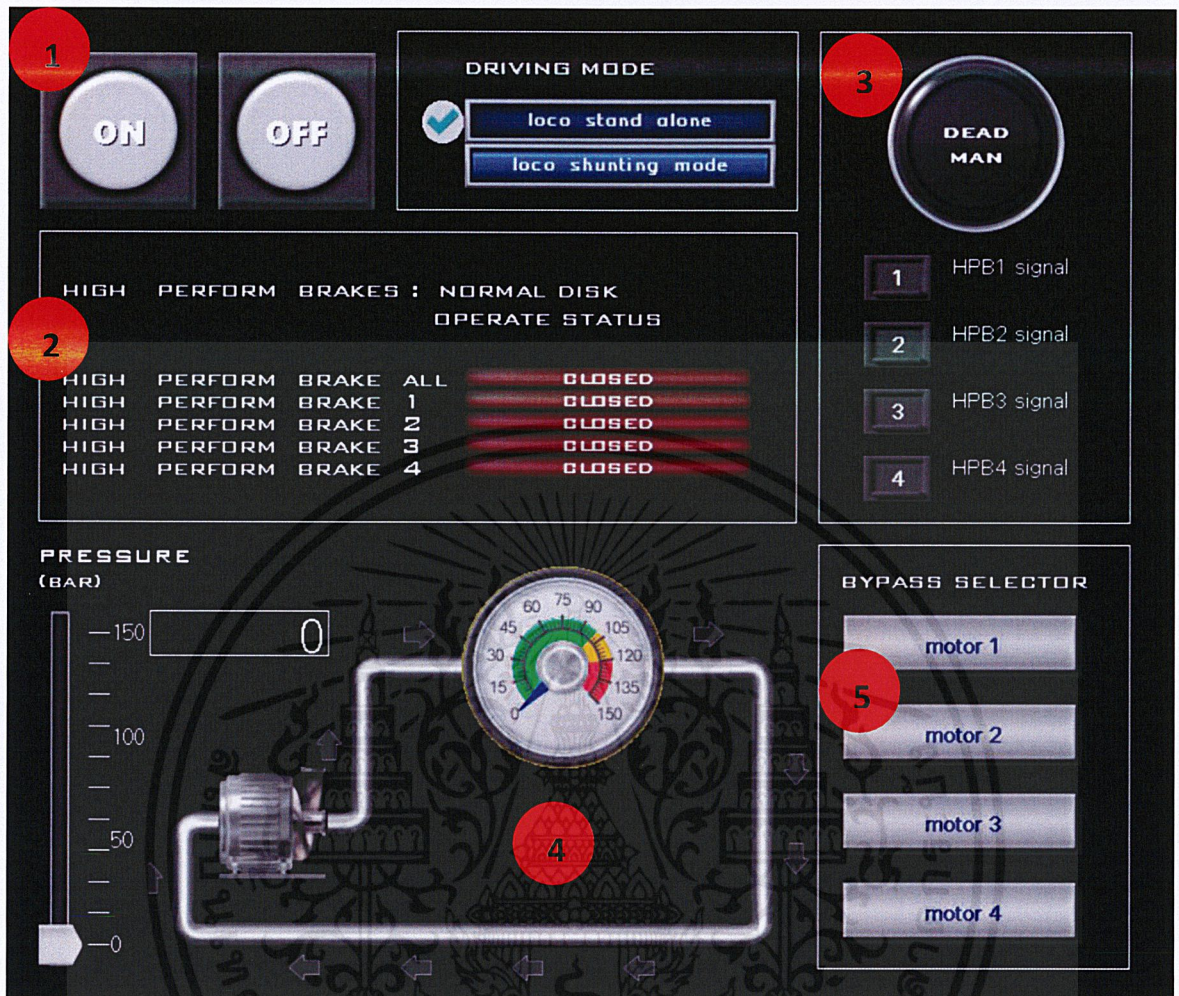 1
ON
OFF
DRIVING MODE
loco stand alone
loco shunting mode
3
DEAD
MAN
1 HPB1 signal
2 HPB2 signal
3 HPB3 signal
4 HPB4 signal
HIGH PERFORM BRAKES : NORMAL DISK
OPERATE STATUS
2
HIGH PERFORM BRAKE ALL CLOSED
HIGH PERFORM BRAKE 1 CLOSED
HIGH PERFORM BRAKE 2 CLOSED
HIGH PERFORM BRAKE 3 CLOSED
HIGH PERFORM BRAKE 4 CLOSED
PRESSURE
(BAR)
150
100
50
0
0
0 15 30 45 60 75 90 105 120 135 150
4
BYPASS SELECTOR
motor 1
5
motor 2
motor 3
motor 4